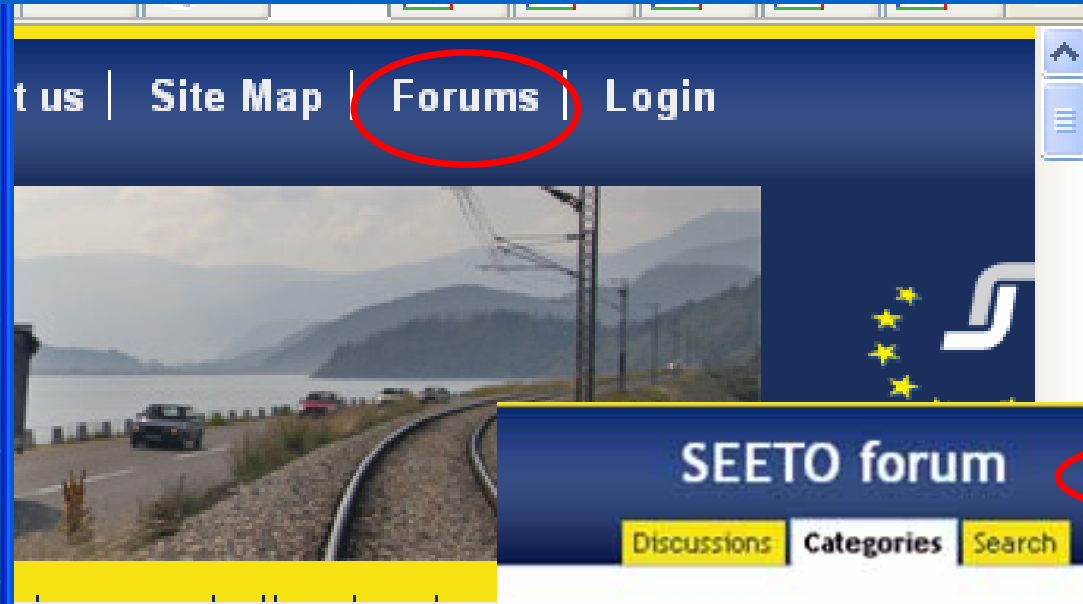 t us | Site Map | Forums | Login
SEETO forum
Discussions Categories Search